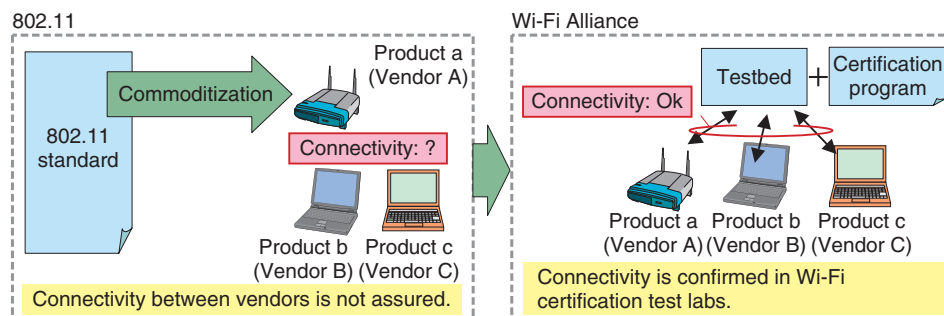 802.11
802.11
standard
Commoditization
Product a
(Vendor A)
Connectivity: ?
Product b
(Vendor B)
Product c
(Vendor C)
Connectivity between vendors is not assured.
Wi-Fi Alliance
Testbed
+
Certification
program
Connectivity: Ok
Product a
(Vendor A)
Product b
(Vendor B)
Product c
(Vendor C)
Connectivity is confirmed in Wi-Fi
certification test labs.